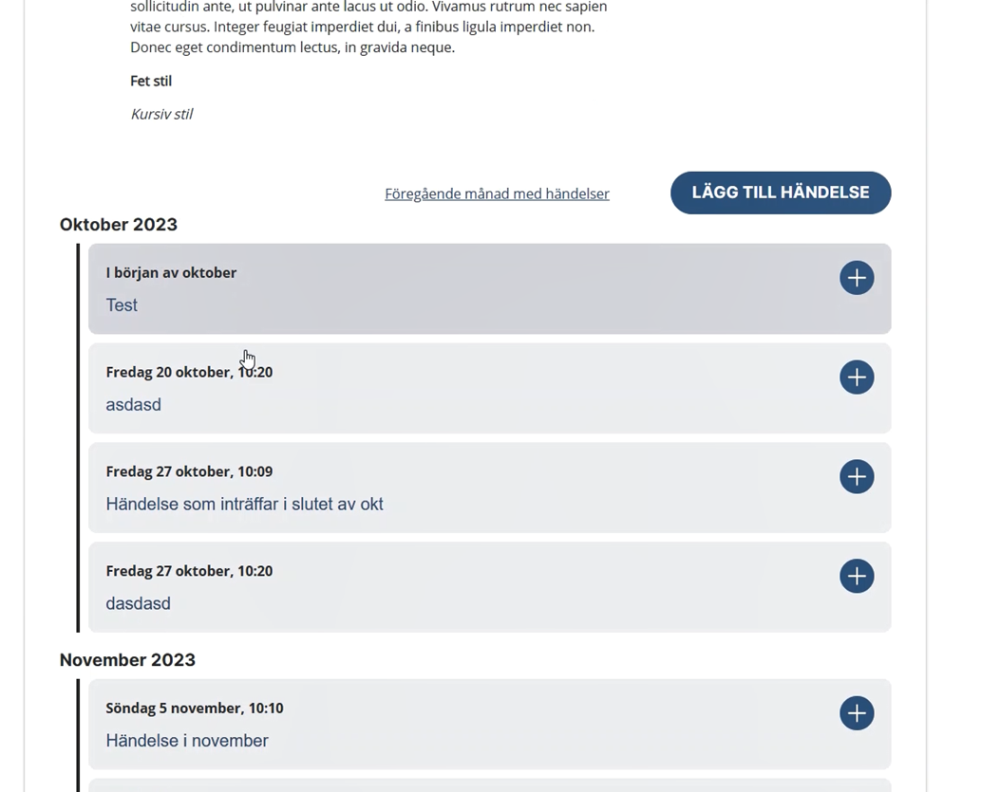 sollicitudin ante, ut pulvinar ante lacus ut odio. Vivamus rutrum nec sapien
vitae cursus. Integer feugiat imperdiet dui, a finibus ligula imperdiet non.
Donec eget condimentum lectus, in gravida neque.
Fet stil
Kursiv stil
Föregående månad med händelser
LÄGG TILL HÄNDELSE
Oktober 2023
I början av oktober
Test
Fredag 20 oktober, 10:20
asdasd
Fredag 27 oktober, 10:09
Händelse som inträffar i slutet av okt
Fredag 27 oktober, 10:20
dasdasd
November 2023
Söndag 5 november, 10:10
Händelse i november